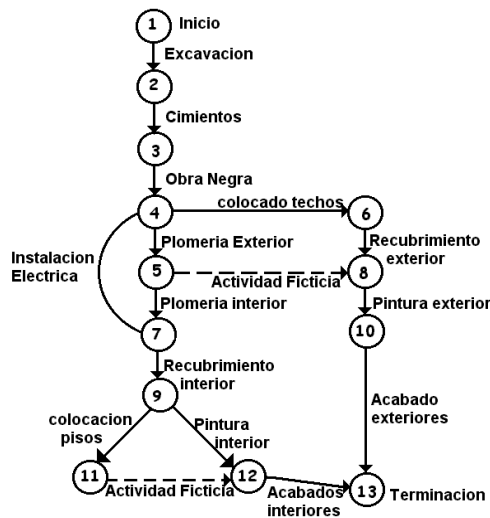 1 Inicio
Excavacion
2
Cimientos
3
Obra Negra
4
colocado techos
6
Plomeria Exterior
Recubrimiento
exterior
Instalacion
Electrica
5
Actividad Ficticia
8
Plomeria interior
Pintura exterior
7
10
Recubrimiento
interior
9
colocacion
pisos
Pintura
interior
Acabado
exteriores
11
Actividad Ficticia
12
Acabados
interiores
13 Terminacion